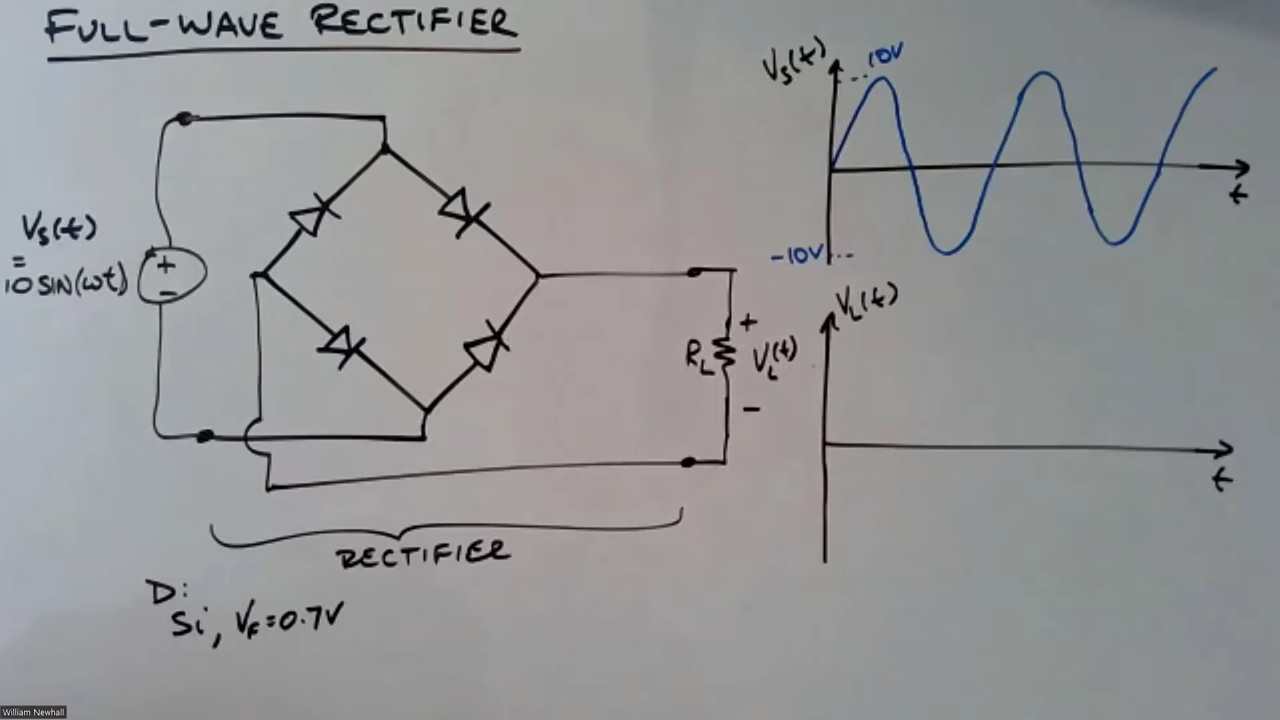 FULL-WAVE RECTIFIER
Vs(t)
=
10 SIN(ωt)
+
-
RL
+
VL(t)
-
RECTIFIER
D:
Si, VF=0.7V
Vs(t)
10V
-10V
t
VL(t)
t
William Newhall